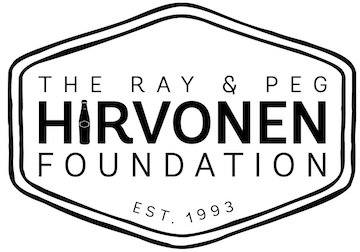 THE RAY & PEG
HIRVONEN
FOUNDATION
EST. 1993